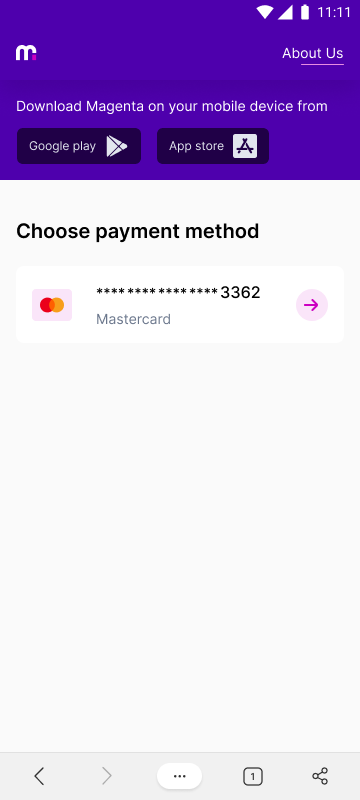 11:11
m.
About Us
Download Magenta on your mobile device from
Google play
App store
Choose payment method
****************3362
Mastercard
1